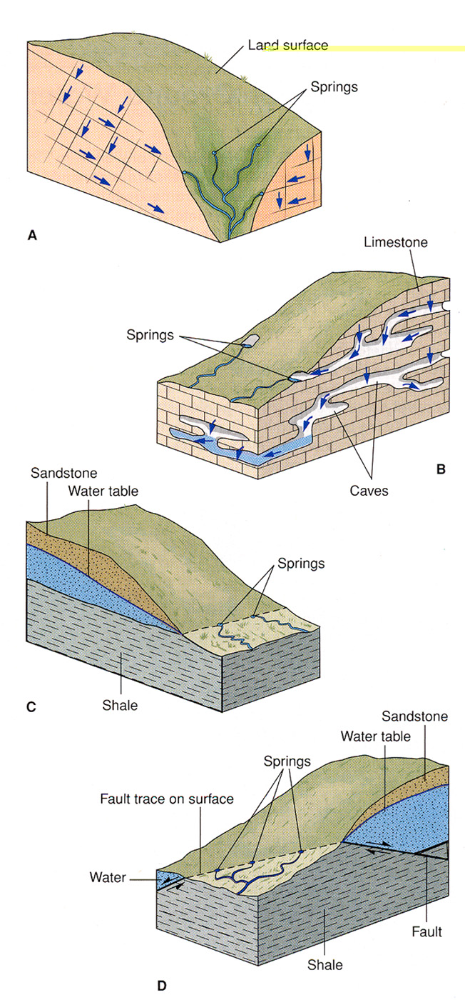 Land surface
Springs
A
Limestone
Springs
Caves
B
Sandstone
Water table
Springs
Shale
C
Sandstone
Water table
Springs
Fault trace on surface
Water
Fault
Shale
D